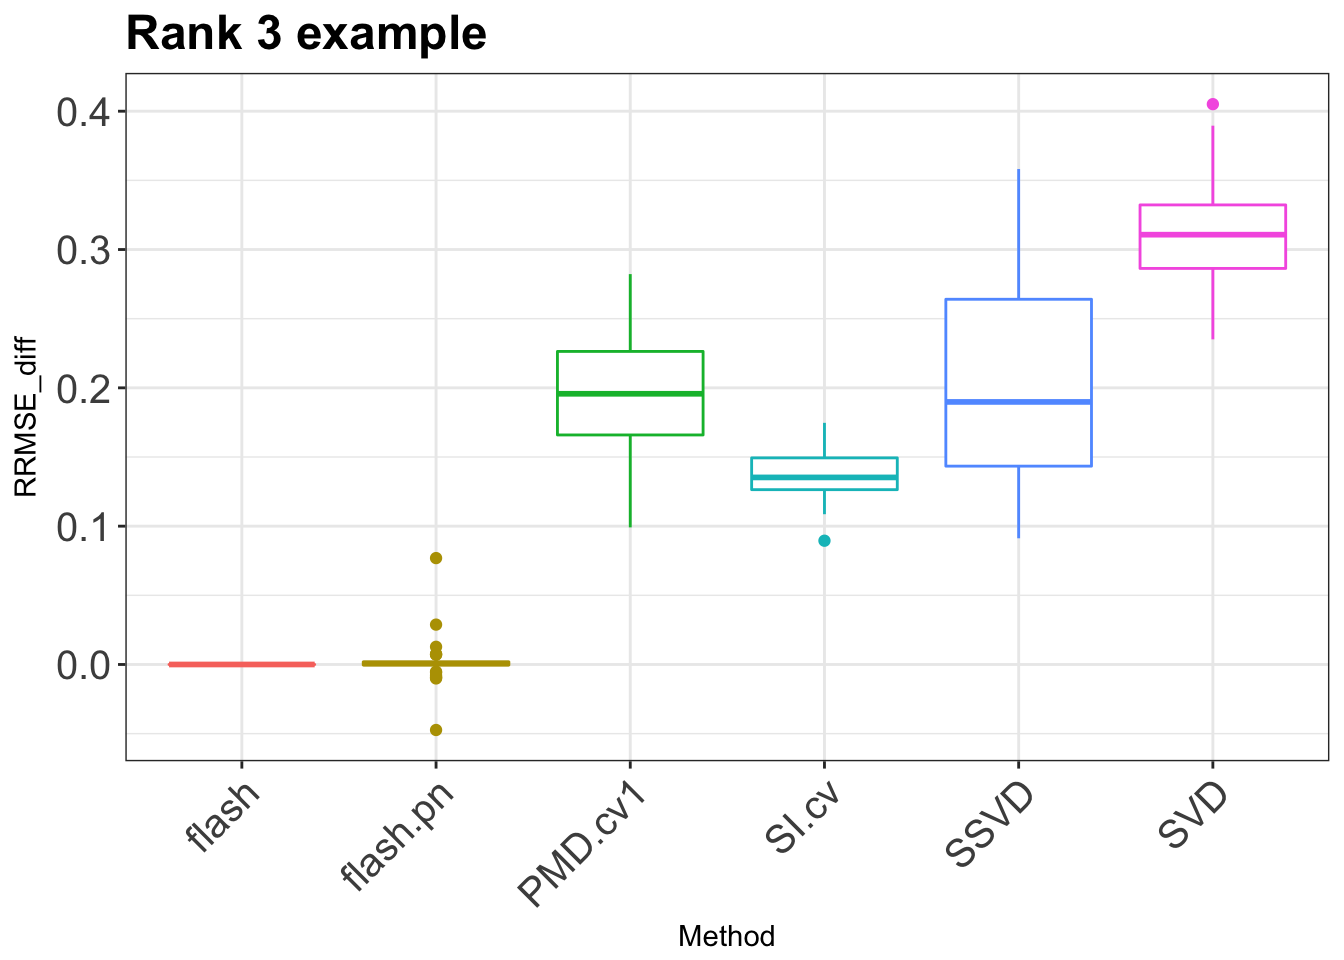 Rank 3 example
0.4
0.3
0.2
0.1
0.0
RRMSE_diff
flash
flash.pn
PMD.cv1
SI.cv
SSVD
SVD
Method